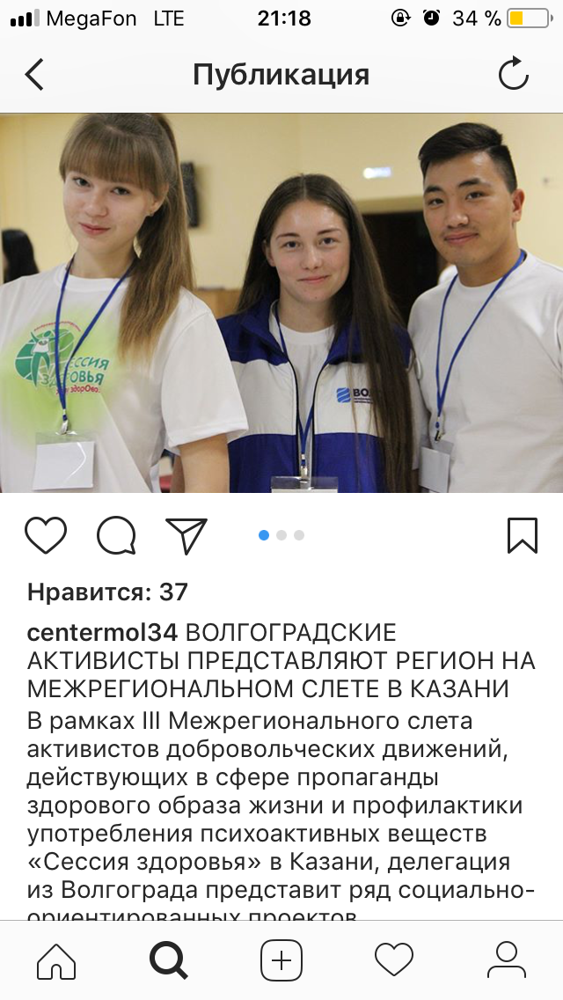 MegaFon LTE 21:18 34 %
Публикация
СЕССИЯ
ЗДОРОВЬЯ
Нравится: 37
centermol34 ВОЛГОГРАДСКИЕ
АКТИВИСТЫ ПРЕДСТАВЛЯЮТ РЕГИОН НА
МЕЖРЕГИОНАЛЬНОМ СЛЕТЕ В КАЗАНИ
В рамках III Межрегионального слета
активистов добровольческих движений,
действующих в сфере пропаганды
здорового образа жизни и профилактики
употребления психоактивных веществ
«Сессия здоровья» в Казани, делегация
из Волгограда представит ряд социально-
ориентированных проектов